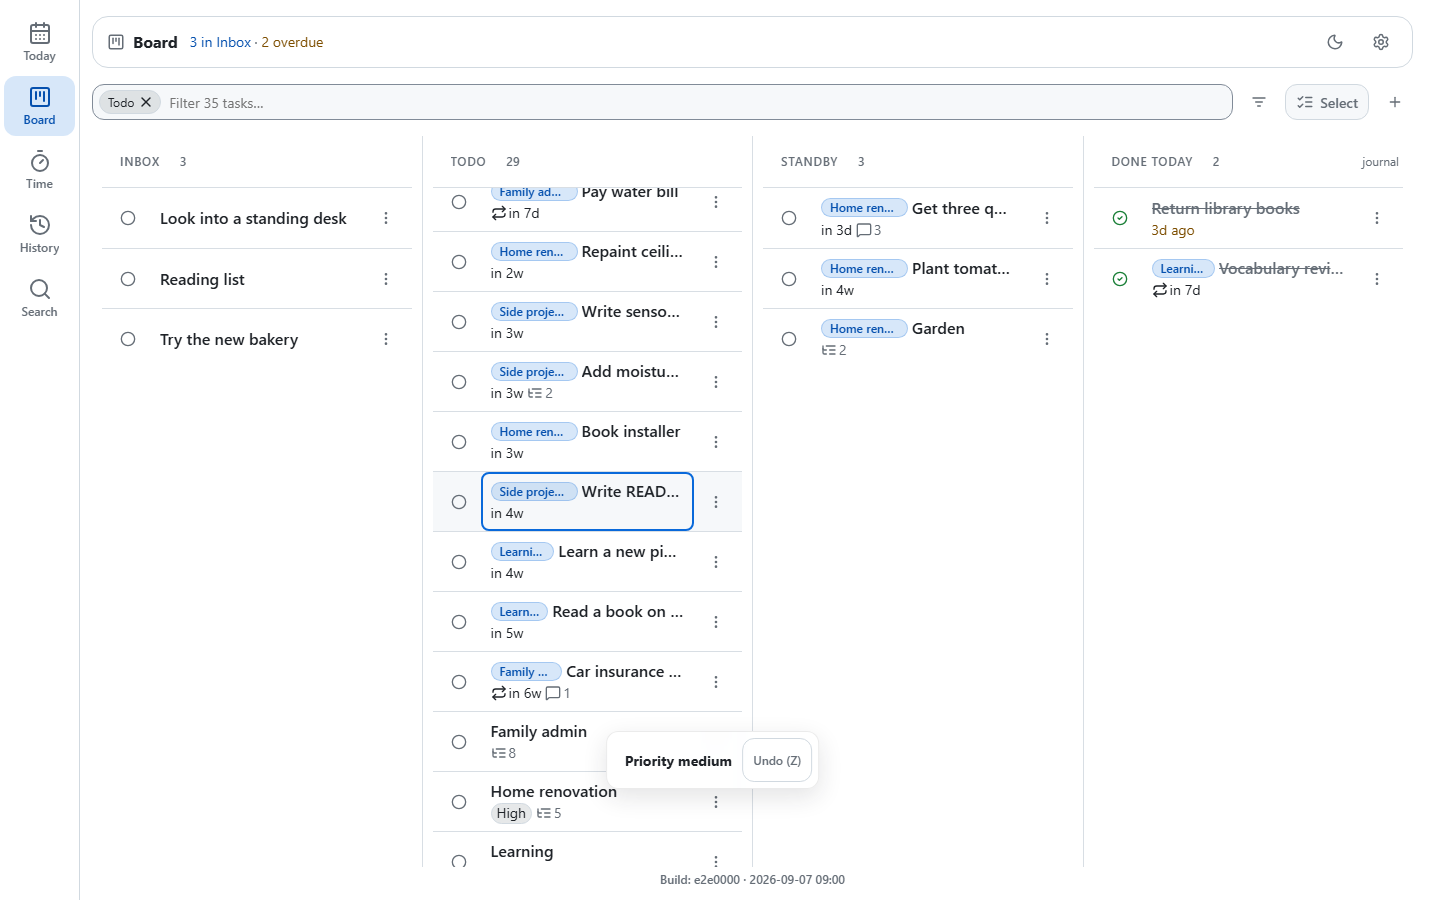 Today
Board
Time
History
Search
Board 3 in Inbox · 2 overdue
Todo Filter 35 tasks...
Select
INBOX 3
Look into a standing desk
Reading list
Try the new bakery
TODO 29
Family ad... Pay water bill
in 7d
Home ren... Repaint ceili...
in 2w
Side proje... Write senso...
in 3w
Side proje... Add moistu...
in 3w 2
Home ren... Book installer
in 3w
Side proje... Write READ...
in 4w
Learni... Learn a new pi...
in 4w
Learn... Read a book on ...
in 5w
Family ... Car insurance ...
in 6w 1
Family admin
8
Home renovation
High 5
Learning
STANDBY 3
Home ren... Get three q...
in 3d 3
Home ren... Plant tomat...
in 4w
Home ren... Garden
2
DONE TODAY 2 journal
Return library books
3d ago
Learni... Vocabulary revi...
in 7d
Priority medium Undo (Z)
Build: e2e0000 · 2026-09-07 09:00